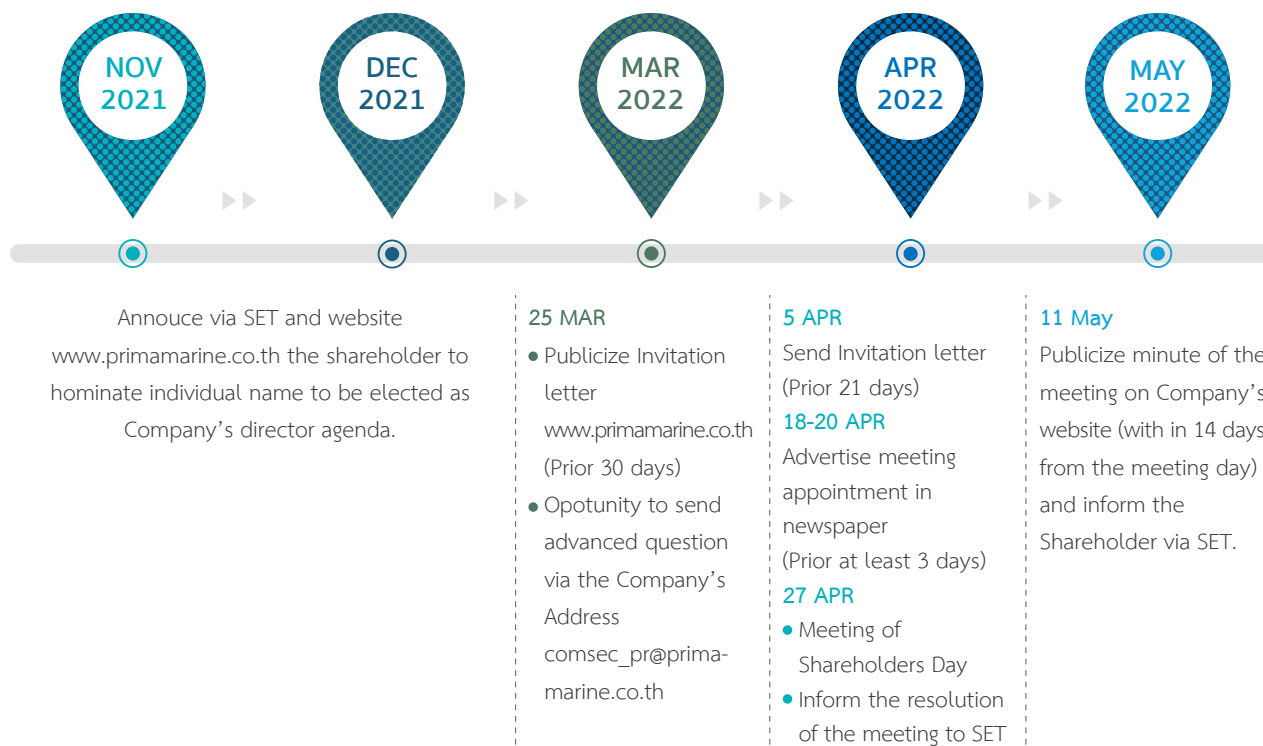 NOV
2021
DEC
2021
MAR
2022
APR
2022
MAY
2022
Annouce via SET and website
www.primamarine.co.th the shareholder to
hominate individual name to be elected as
Company's director agenda.
25 MAR
• Publicize Invitation
letter
www.primamarine.co.th
(Prior 30 days)
• Opotunity to send
advanced question
via the Company's
Address
comsec_pr@prima-
marine.co.th
5 APR
Send Invitation letter
(Prior 21 days)
18-20 APR
Advertise meeting
appointment in
newspaper
(Prior at least 3 days)
27 APR
• Meeting of
Shareholders Day
• Inform the resolution
of the meeting to SET
11 May
Publicize minute of the
meeting on Company's
website (with in 14 days
from the meeting day)
and inform the
Shareholder via SET.